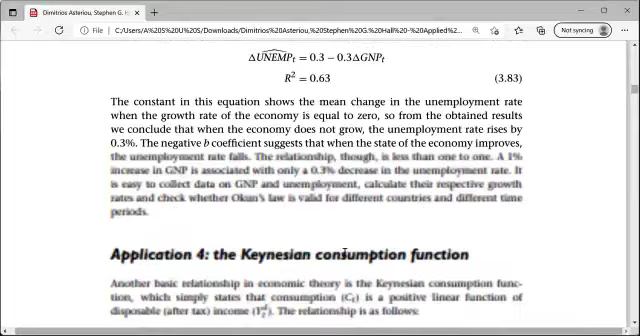 Dimitrios Asteriou, Stephen G. H
File
C:/Users/A%20S%20U%20S/Downloads/Dimitrios%20Asteriou,%20Stephen%20G.%20Hall%20-%20Applied%2...
Not syncing
ΔUNEMPₜ = 0.3 − 0.3ΔGNPₜ
R² = 0.63 (3.83)
The constant in this equation shows the mean change in the unemployment rate
when the growth rate of the economy is equal to zero, so from the obtained results
we conclude that when the economy does not grow, the unemployment rate rises by
0.3%. The negative b coefficient suggests that when the state of the economy improves,
the unemployment rate falls. The relationship, though, is less than one to one. A 1%
increase in GNP is associated with only a 0.3% decrease in the unemployment rate. It
is easy to collect data on GNP and unemployment, calculate their respective growth
rates and check whether Okun's law is valid for different countries and different time
periods.
Application 4: the Keynesian consumption function
Another basic relationship in economic theory is the Keynesian consumption func-
tion, which simply states that consumption (Cₜ) is a positive linear function of
disposable (after tax) income (Yₜᵈ). The relationship is as follows: